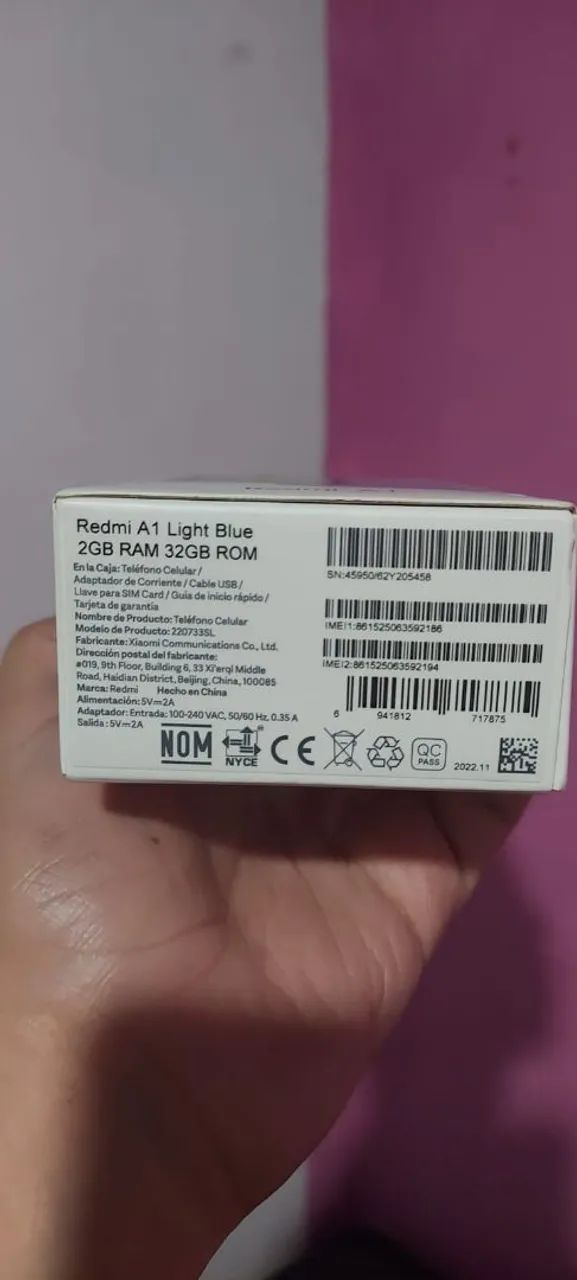 Redmi A1 Light Blue
2GB RAM 32GB ROM
En la Caja: Teléfono Celular /
Adaptador de Corriente / Cable USB /
Llave para SIM Card / Guia de inicio rápido /
Tarjeta de garantía
Nombre de Producto: Teléfono Celular
Modelo de Producto: 220733SL
Fabricante: Xiaomi Communications Co., Ltd.
Dirección postal del fabricante:
#019, 9th Floor, Building 6, 33 Xi'erqi Middle
Road, Haidian District, Beijing, China, 100085
Marca: Redmi Hecho en China
Alimentación: 5V⎓2A
Adaptador: Entrada: 100-240 VAC, 50/60 Hz, 0.35 A
Salida : 5V⎓2A
NOM
NYCE
CE
QC
PASS
2022.11
SN:45950/62Y205458
IMEI1:861525063592186
IMEI2:861525063592194
6 941812 717875